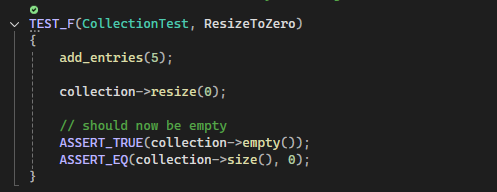 TEST_F(CollectionTest, ResizeToZero)
{
    add_entries(5);

    collection->resize(0);

    // should now be empty
    ASSERT_TRUE(collection->empty());
    ASSERT_EQ(collection->size(), 0);
}